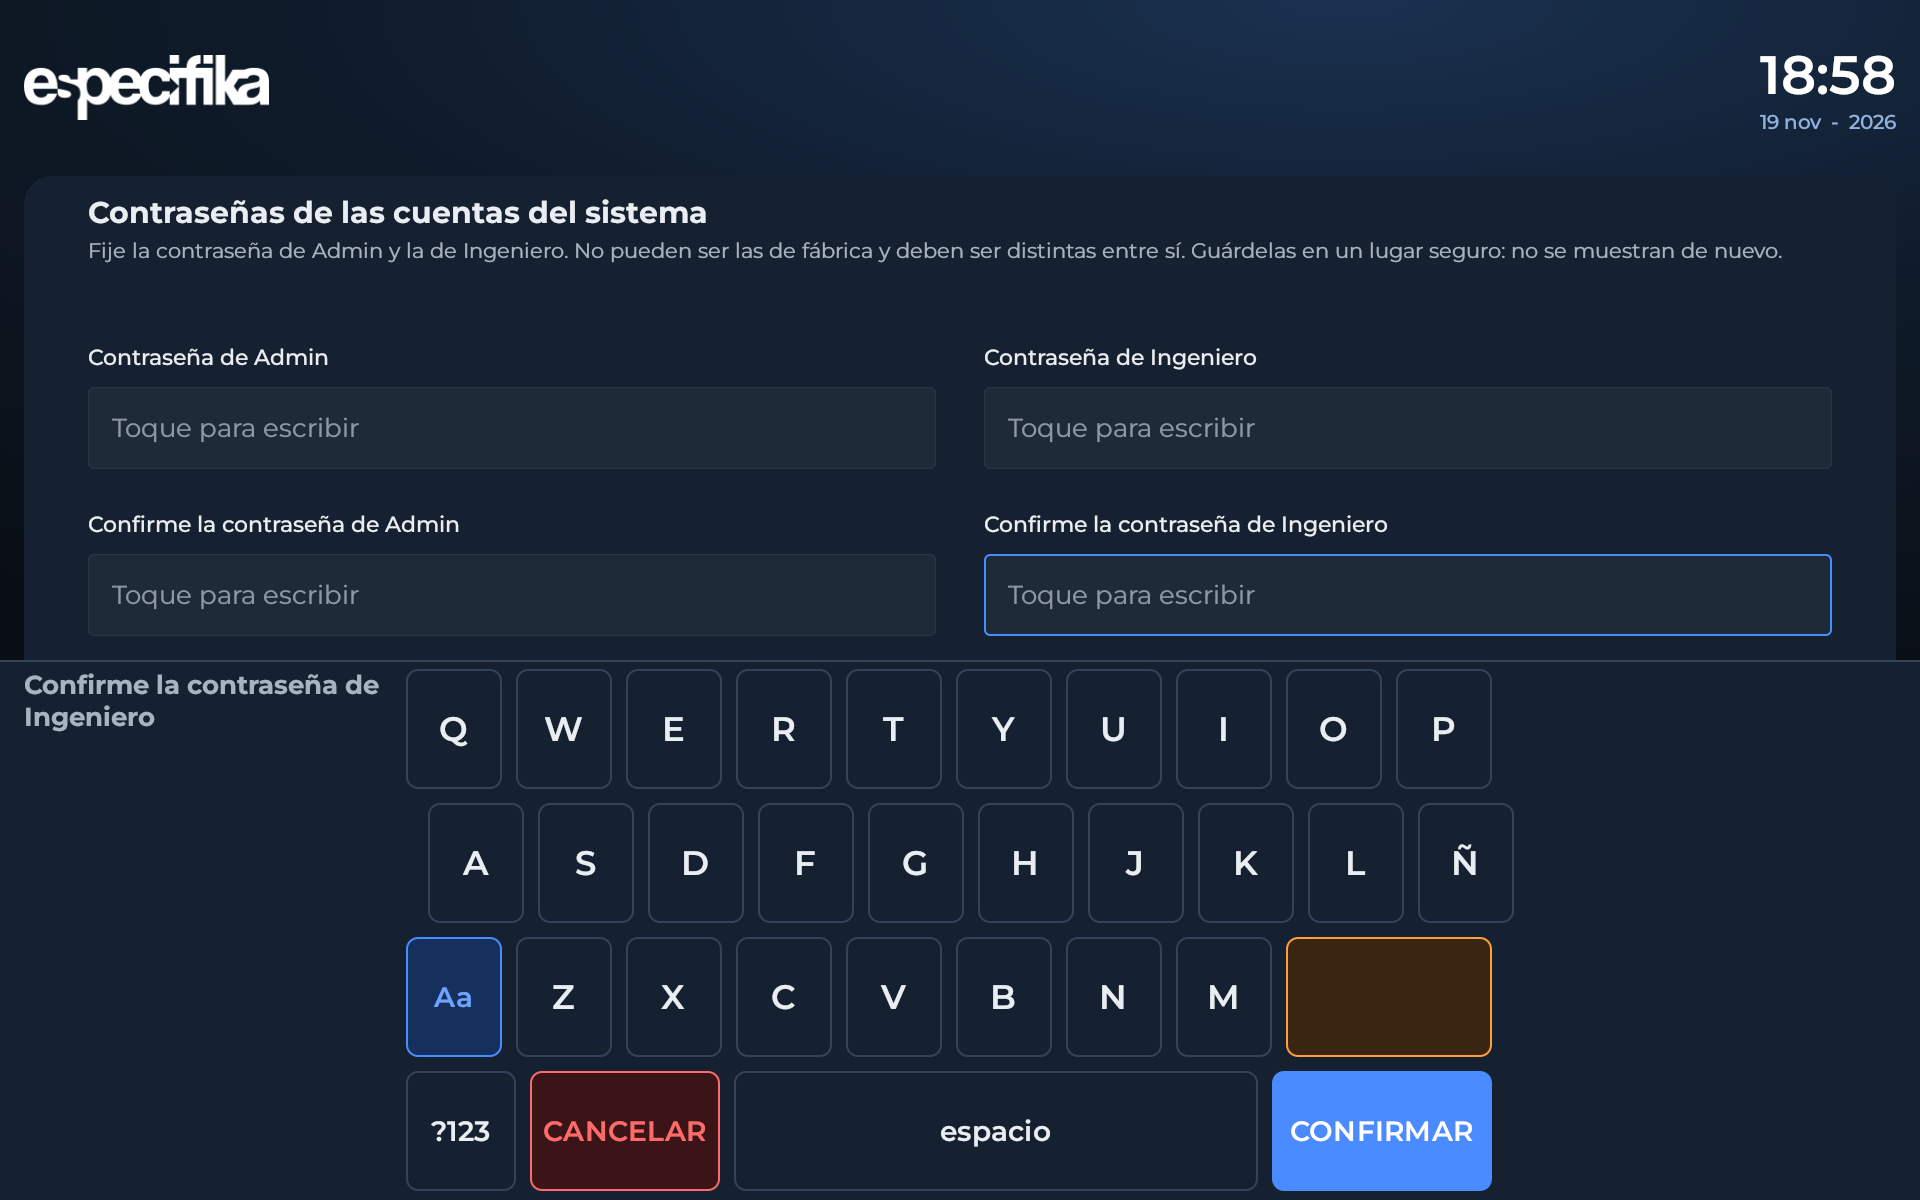 especifika
18:58
19 nov - 2026
Contraseñas de las cuentas del sistema
Fije la contraseña de Admin y la de Ingeniero. No pueden ser las de fábrica y deben ser distintas entre sí. Guárdelas en un lugar seguro: no se muestran de nuevo.
Contraseña de Admin
Contraseña de Ingeniero
Toque para escribir
Toque para escribir
Confirme la contraseña de Admin
Confirme la contraseña de Ingeniero
Toque para escribir
Toque para escribir
Confirme la contraseña de
Ingeniero
Q W E R T Y U I O P
A S D F G H J K L Ñ
Aa Z X C V B N M
?123 CANCELAR espacio CONFIRMAR